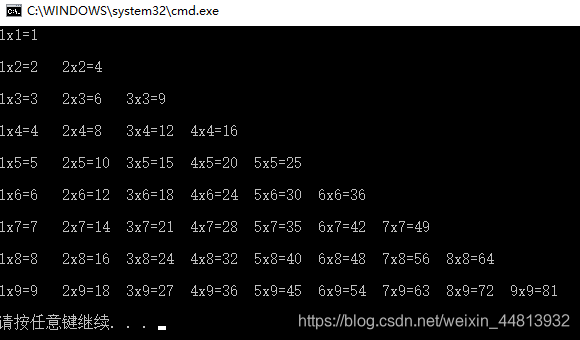 C:\WINDOWS\system32\cmd.exe
1x1=1
1x2=2 2x2=4
1x3=3 2x3=6 3x3=9
1x4=4 2x4=8 3x4=12 4x4=16
1x5=5 2x5=10 3x5=15 4x5=20 5x5=25
1x6=6 2x6=12 3x6=18 4x6=24 5x6=30 6x6=36
1x7=7 2x7=14 3x7=21 4x7=28 5x7=35 6x7=42 7x7=49
1x8=8 2x8=16 3x8=24 4x8=32 5x8=40 6x8=48 7x8=56 8x8=64
1x9=9 2x9=18 3x9=27 4x9=36 5x9=45 6x9=54 7x9=63 8x9=72 9x9=81
请按任意键继续. . .
https://blog.csdn.net/weixin_44813932